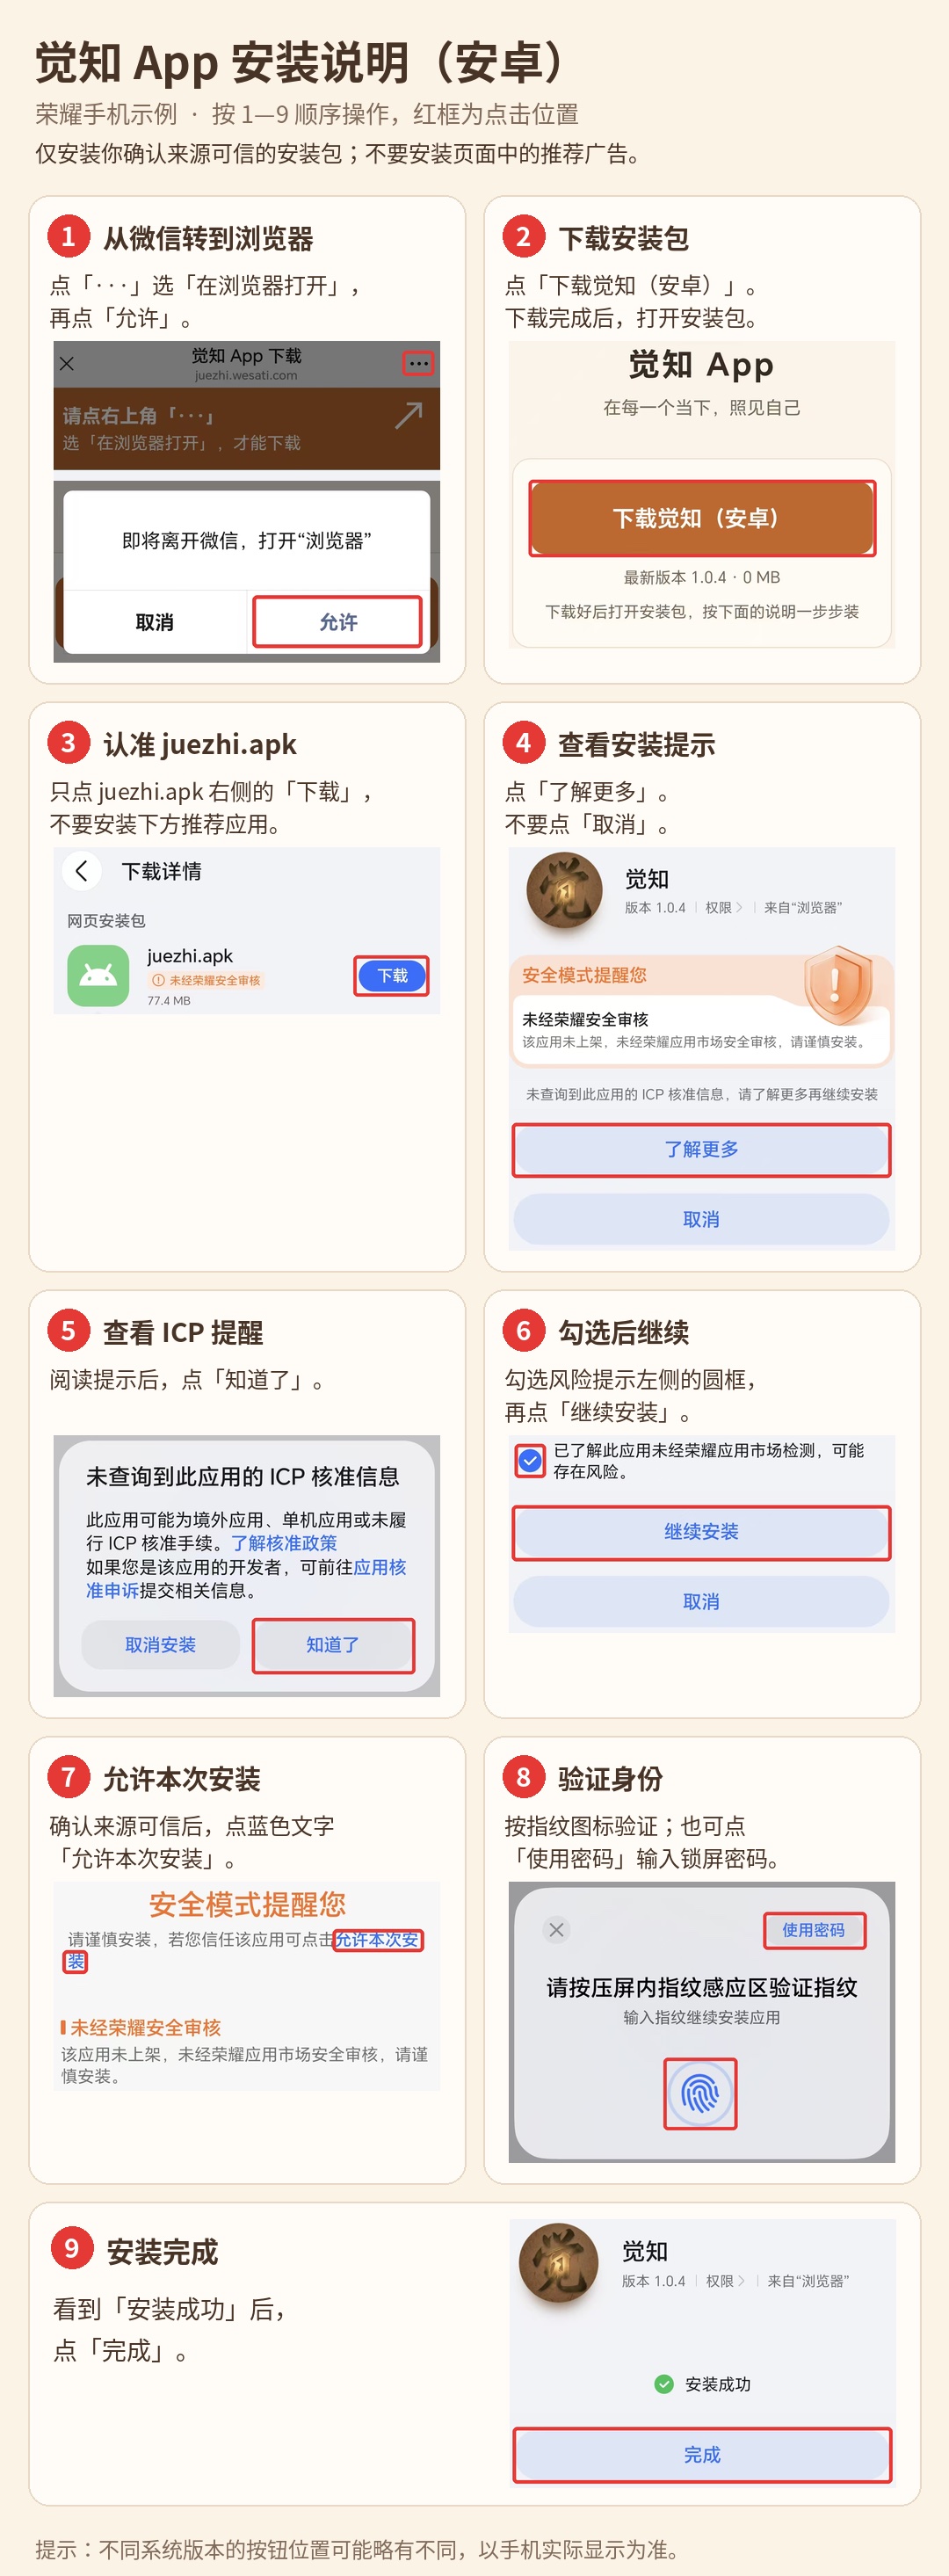 觉知 App 安装说明（安卓）
荣耀手机示例 · 按 1—9 顺序操作，红框为点击位置
仅安装你确认来源可信的安装包；不要安装页面中的推荐广告。
1 从微信转到浏览器
点「···」选「在浏览器打开」，
再点「允许」。
觉知 App 下载
juezhi.wesati.com
请点右上角「···」
选「在浏览器打开」，才能下载
即将离开微信，打开“浏览器”
取消 允许
2 下载安装包
点「下载觉知（安卓）」。
下载完成后，打开安装包。
觉知 App
在每一个当下，照见自己
下载觉知（安卓）
最新版本 1.0.4 · 0 MB
下载好后打开安装包，按下面的说明一步步装
3 认准 juezhi.apk
只点 juezhi.apk 右侧的「下载」，
不要安装下方推荐应用。
下载详情
网页安装包
juezhi.apk
未经荣耀安全审核
77.4 MB
下载
4 查看安装提示
点「了解更多」。
不要点「取消」。
觉
觉知
版本 1.0.4 | 权限 > | 来自“浏览器”
安全模式提醒您
未经荣耀安全审核
该应用未上架，未经荣耀应用市场安全审核，请谨慎安装。
未查询到此应用的 ICP 核准信息，请了解更多再继续安装
了解更多
取消
5 查看 ICP 提醒
阅读提示后，点「知道了」。
未查询到此应用的 ICP 核准信息
此应用可能为境外应用、单机应用或未履
行 ICP 核准手续。了解核准政策
如果您是该应用的开发者，可前往应用核
准申诉提交相关信息。
取消安装 知道了
6 勾选后继续
勾选风险提示左侧的圆框，
再点「继续安装」。
已了解此应用未经荣耀应用市场检测，可能
存在风险。
继续安装
取消
7 允许本次安装
确认来源可信后，点蓝色文字
「允许本次安装」。
安全模式提醒您
请谨慎安装，若您信任该应用可点击允许本次安
装
未经荣耀安全审核
该应用未上架，未经荣耀应用市场安全审核，请谨
慎安装。
8 验证身份
按指纹图标验证；也可点
「使用密码」输入锁屏密码。
使用密码
请按压屏内指纹感应区验证指纹
输入指纹继续安装应用
9 安装完成
看到「安装成功」后，
点「完成」。
觉
觉知
版本 1.0.4 | 权限 > | 来自“浏览器”
安装成功
完成
提示：不同系统版本的按钮位置可能略有不同，以手机实际显示为准。